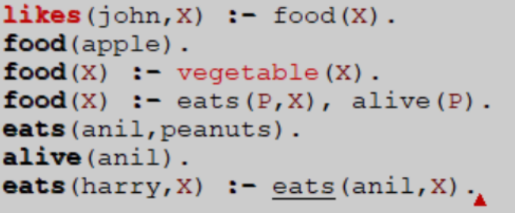 likes(john,X) :- food(X).
food(apple).
food(X) :- vegetable(X).
food(X) :- eats(P,X), alive(P).
eats(anil,peanuts).
alive(anil).
eats(harry,X) :- eats(anil,X).